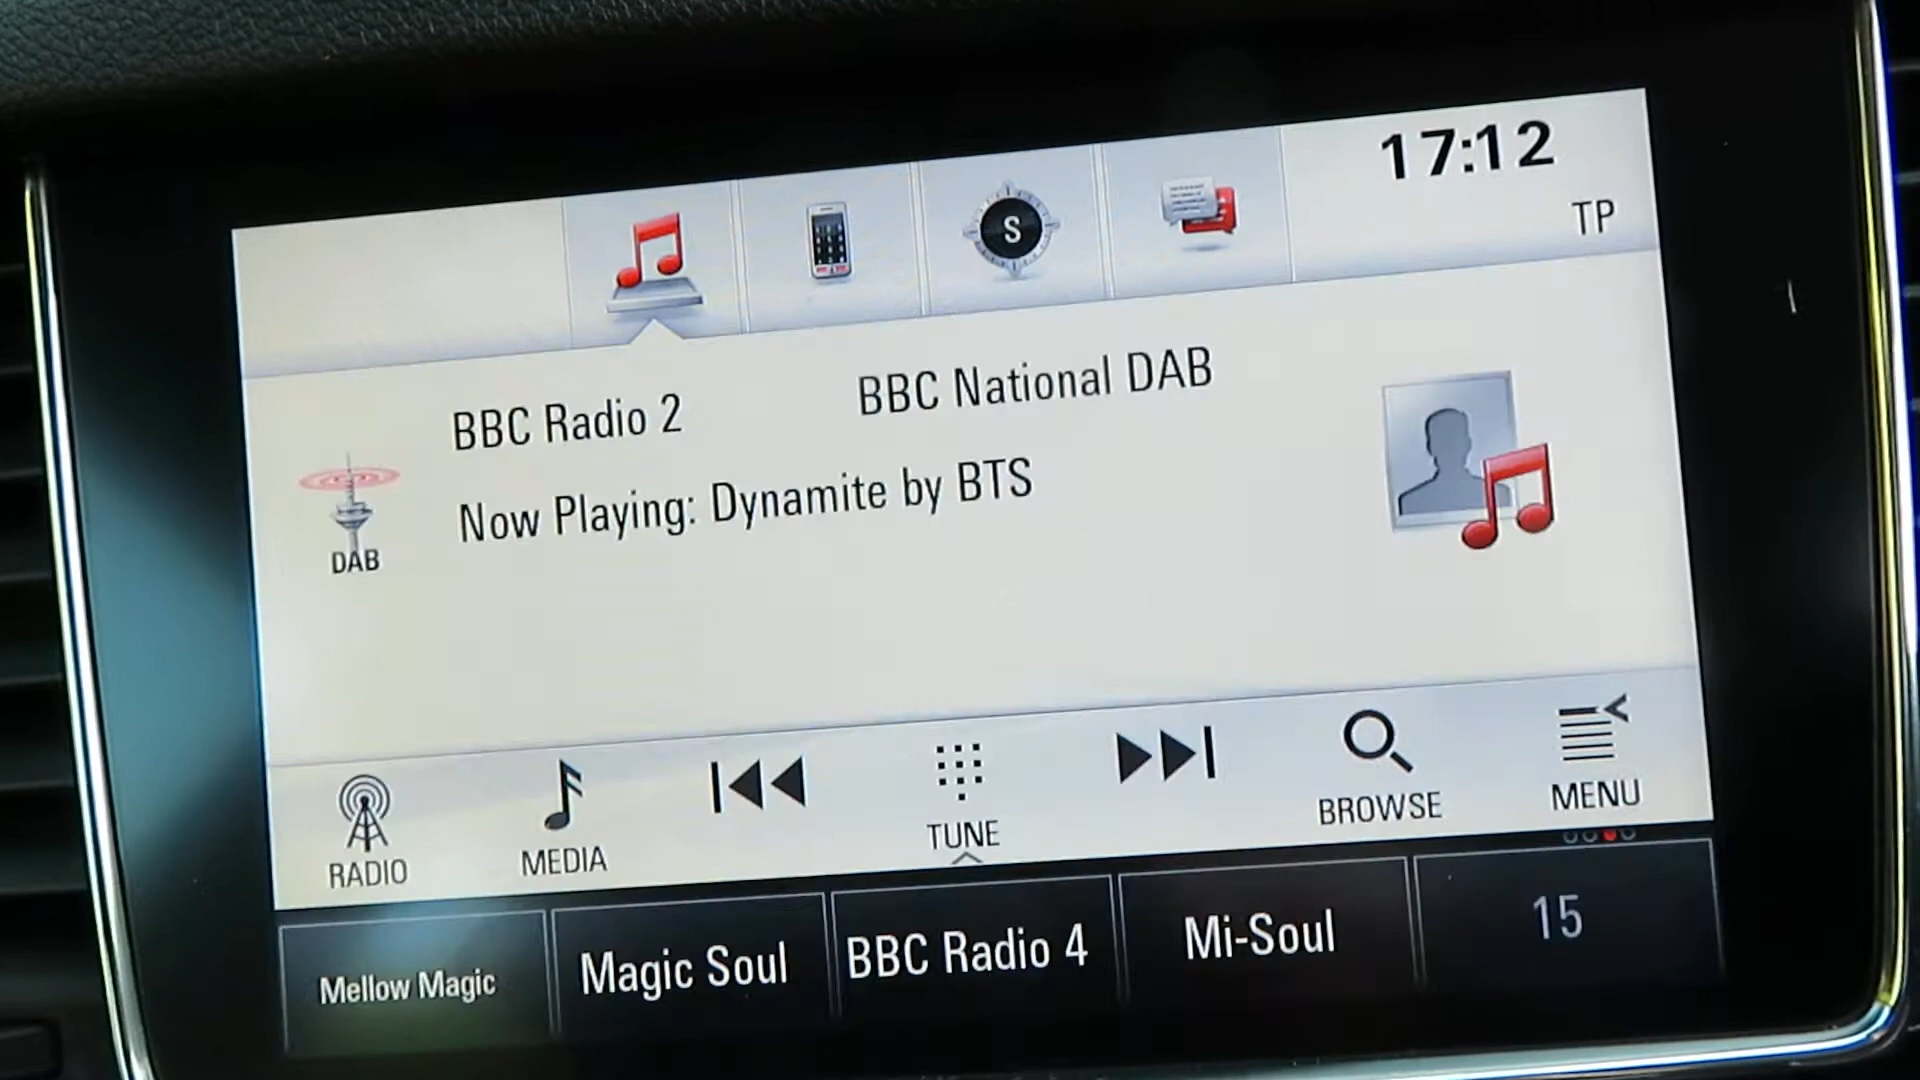 17:12
TP
S
BBC Radio 2 BBC National DAB
Now Playing: Dynamite by BTS
DAB
RADIO
MEDIA
TUNE
BROWSE
MENU
Mellow Magic
Magic Soul
BBC Radio 4
Mi-Soul
15